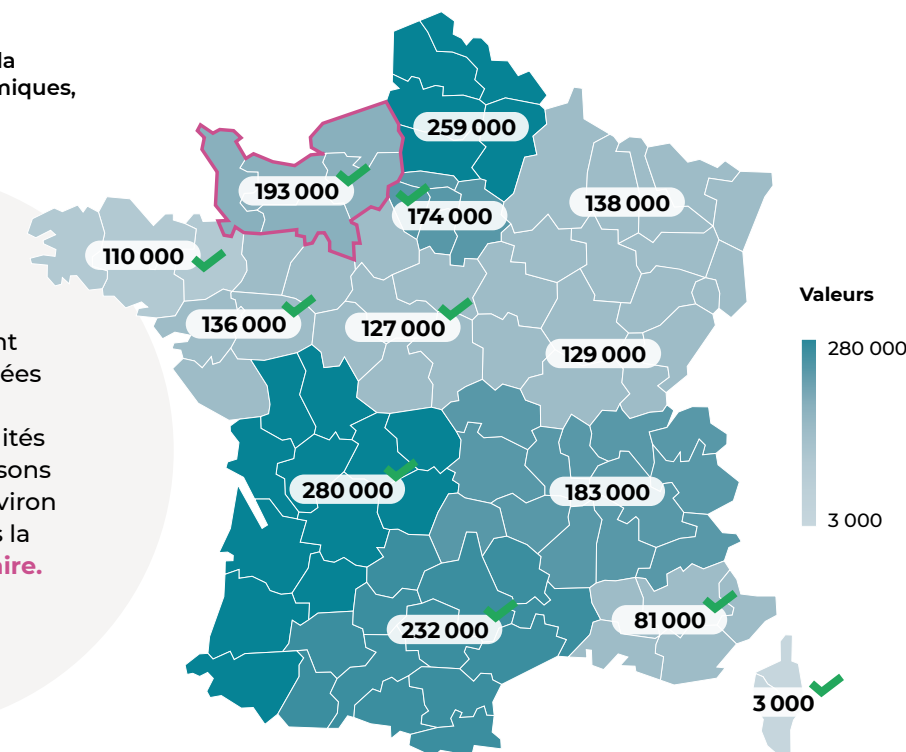 la
miques,
nt
ées
ités
sons
viron
s la
ire.
259 000
193 000
174 000
138 000
110 000
136 000
127 000
129 000
280 000
183 000
232 000
81 000
3 000
Valeurs
280 000
3 000